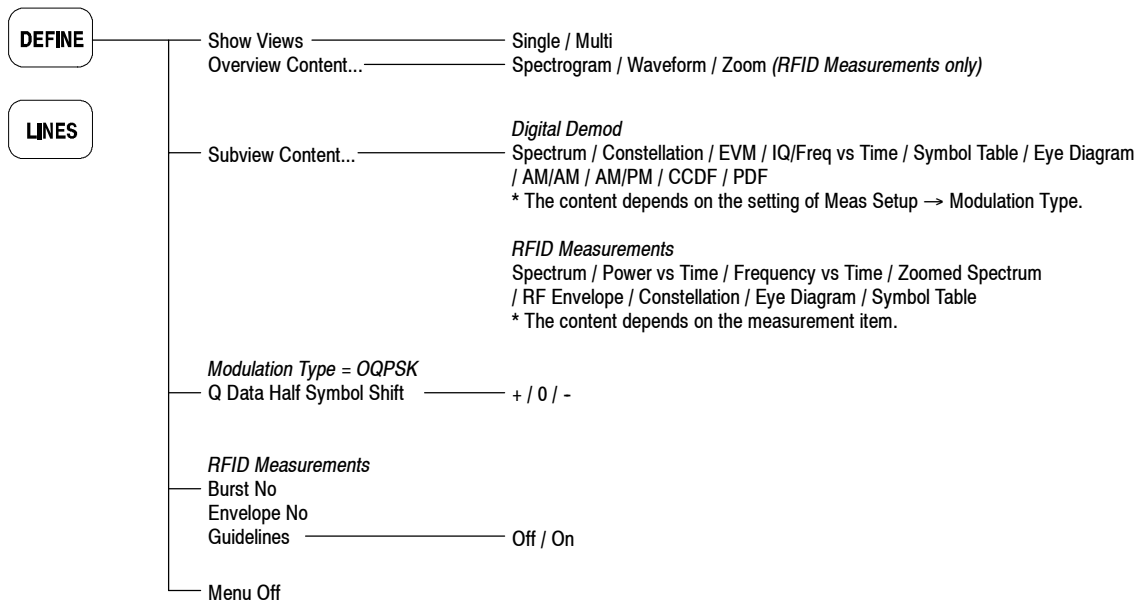 DEFINE
Show Views Single / Multi
Overview Content... Spectrogram / Waveform / Zoom (RFID Measurements only)
LINES
Digital Demod
Subview Content... Spectrum / Constellation / EVM / IQ/Freq vs Time / Symbol Table / Eye Diagram
/ AM/AM / AM/PM / CCDF / PDF
* The content depends on the setting of Meas Setup → Modulation Type.
RFID Measurements
Spectrum / Power vs Time / Frequency vs Time / Zoomed Spectrum
/ RF Envelope / Constellation / Eye Diagram / Symbol Table
* The content depends on the measurement item.
Modulation Type = OQPSK
Q Data Half Symbol Shift + / 0 / -
RFID Measurements
Burst No
Envelope No
Guidelines Off / On
Menu Off